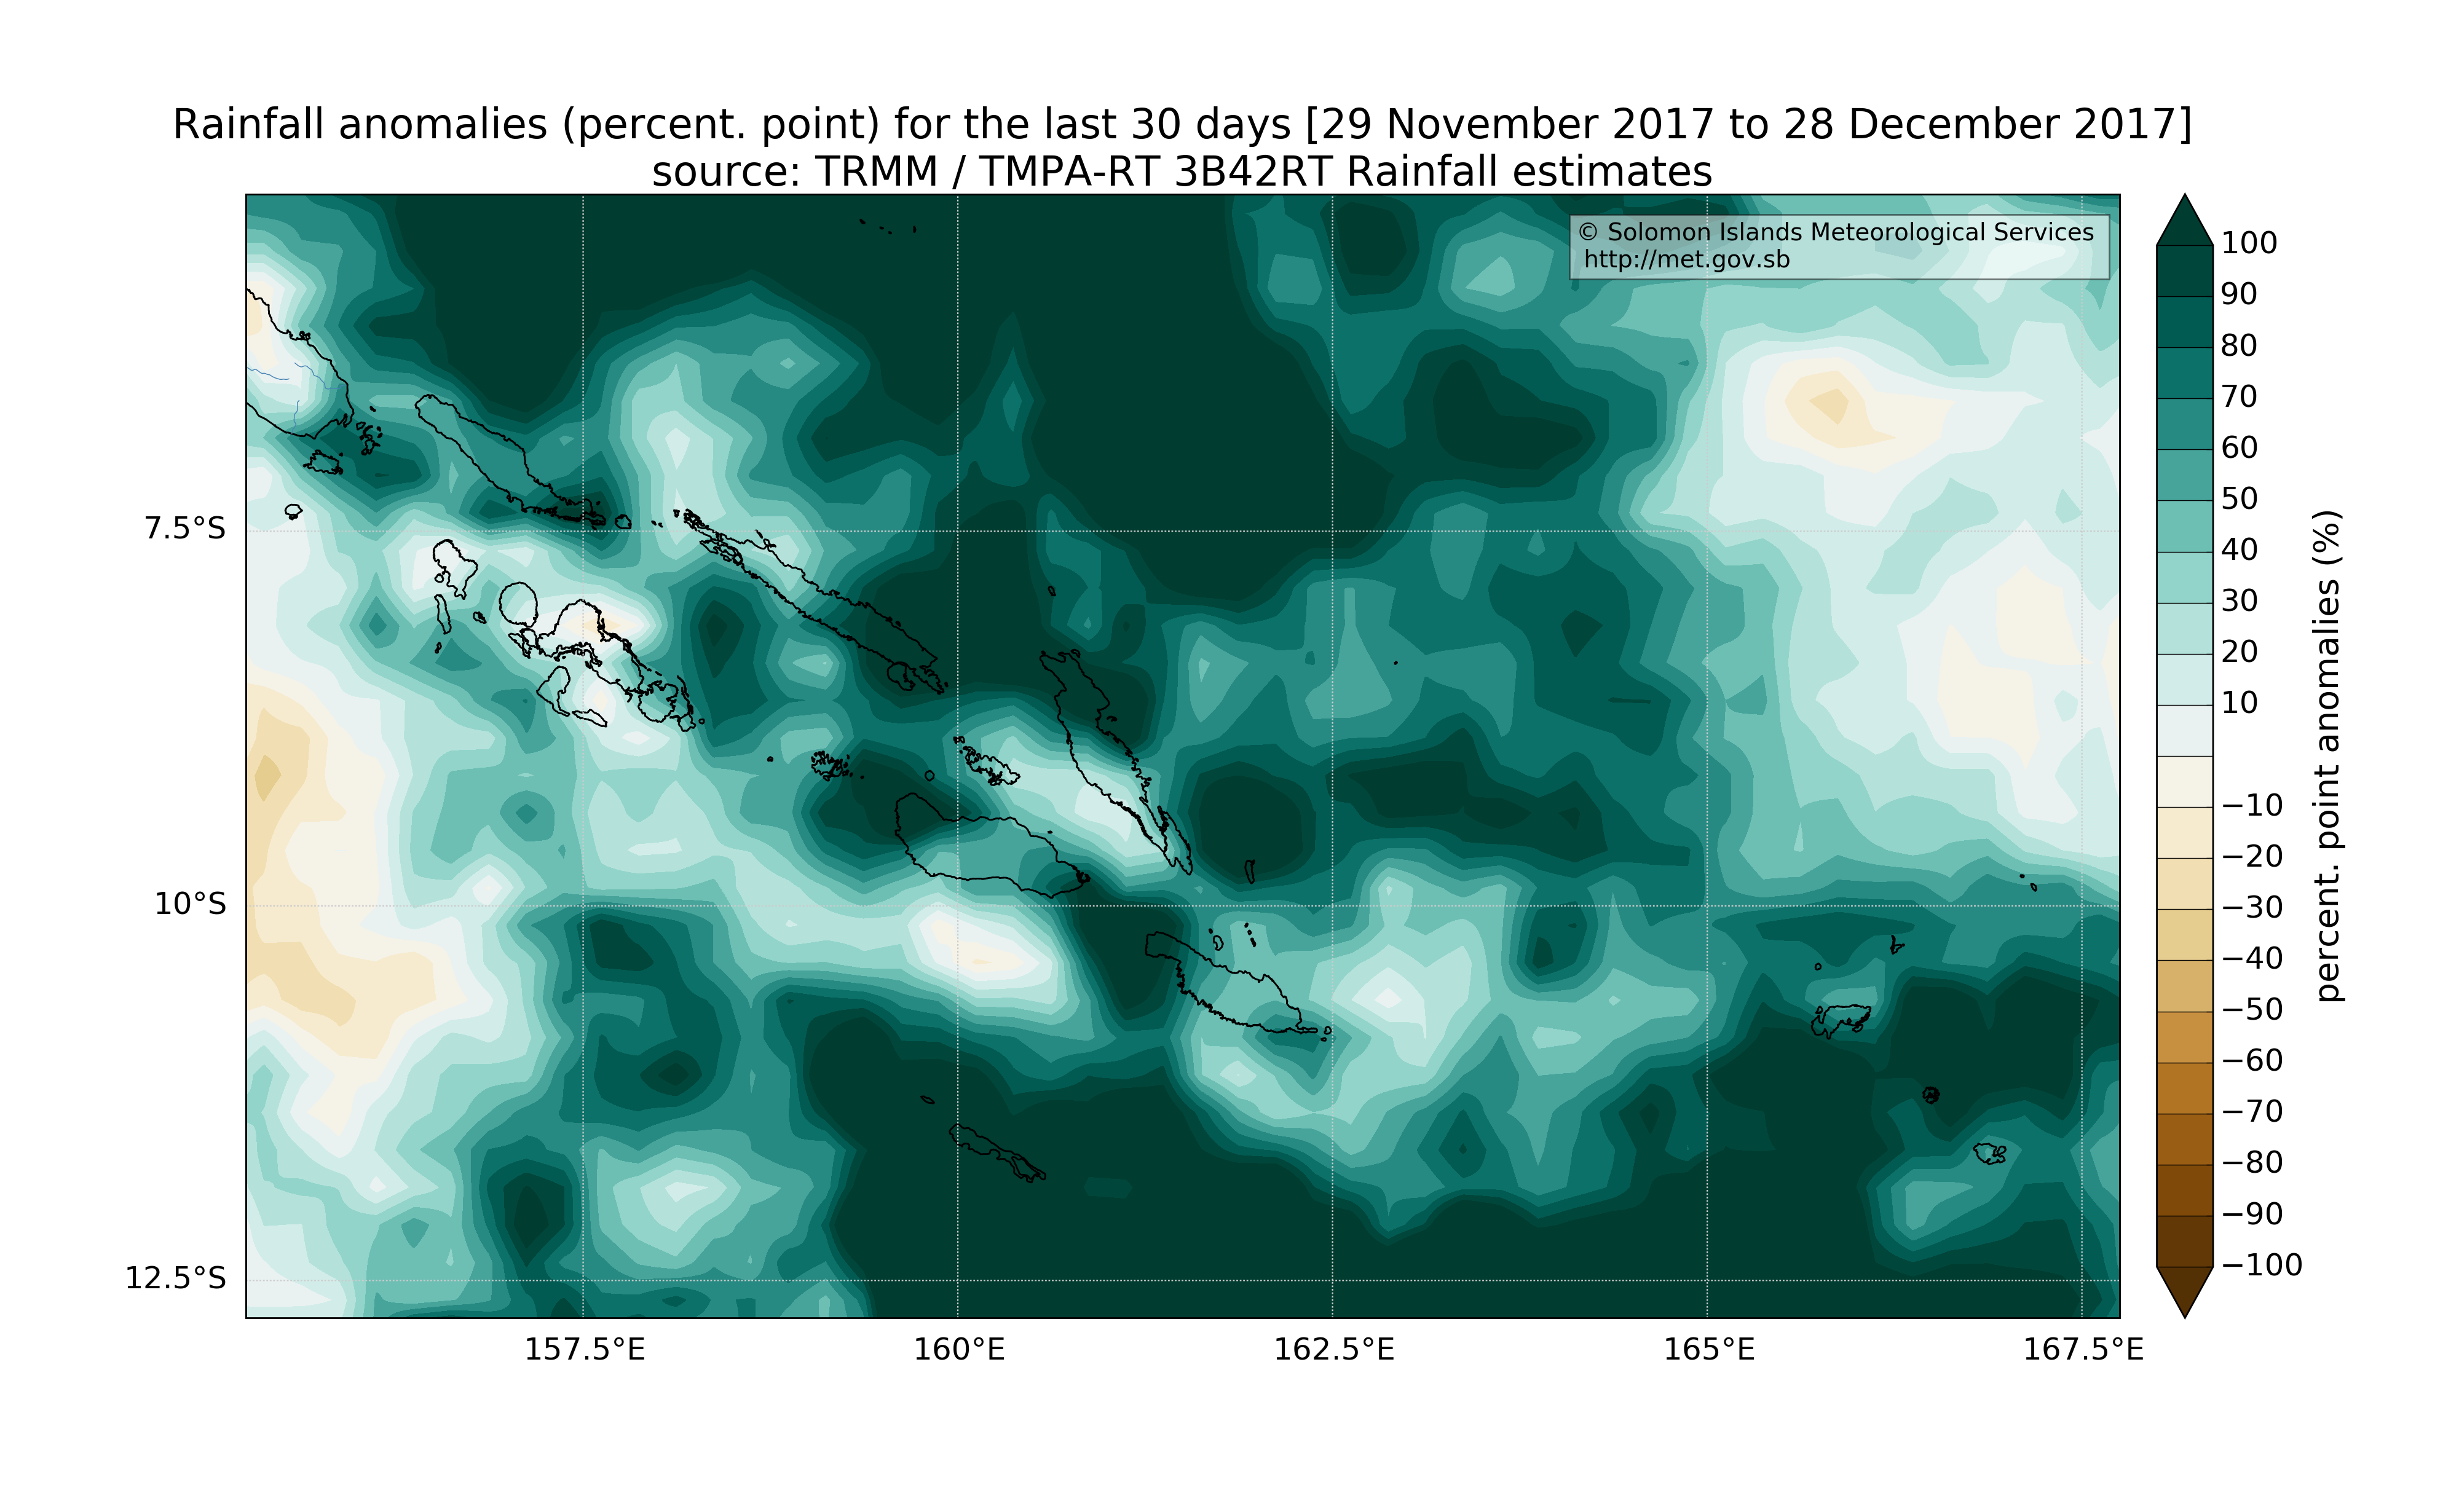 Rainfall anomalies (percent. point) for the last 30 days [29 November 2017 to 28 December 2017]
source: TRMM / TMPA-RT 3B42RT Rainfall estimates
© Solomon Islands Meteorological Services
http://met.gov.sb
7.5°S
10°S
12.5°S
157.5°E
160°E
162.5°E
165°E
167.5°E
100
90
80
70
60
50
40
30
20
10
−10
−20
−30
−40
−50
−60
−70
−80
−90
−100
percent. point anomalies (%)